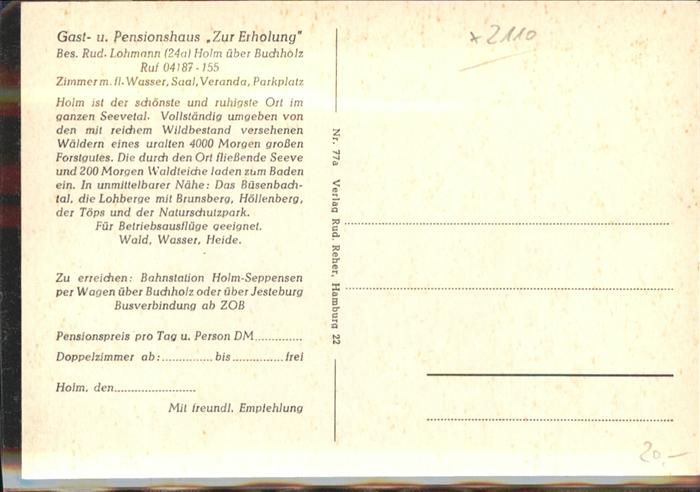 Gast- u. Pensionshaus „Zur Erholung"
Bes. Rud. Lohmann (24a) Holm über Buchholz
Ruf 04187-155
Zimmer m. fl. Wasser, Saal, Veranda, Parkplatz
Holm ist der schönste und ruhigste Ort im
ganzen Seevetal. Vollständig umgeben von
den mit reichem Wildbestand versehenen
Wäldern eines uralten 4000 Morgen großen
Forstgutes. Die durch den Ort fließende Seeve
und 200 Morgen Waldteiche laden zum Baden
ein. In unmittelbarer Nähe: Das Büsenbach-
tal, die Lohberge mit Brunsberg, Höllenberg,
der Töps und der Naturschutzpark.
Für Betriebsausflüge geeignet.
Wald, Wasser, Heide.
Zu erreichen: Bahnstation Holm-Seppensen
per Wagen über Buchholz oder über Jesteburg
Busverbindung ab ZOB
Pensionspreis pro Tag u. Person DM.............
Doppelzimmer ab:.............. bis.............. frei
Holm, den......................
Mit freundl. Empfehlung
Nr. 77a Verlag Rud. Reher, Hamburg 22
x2110
20,-